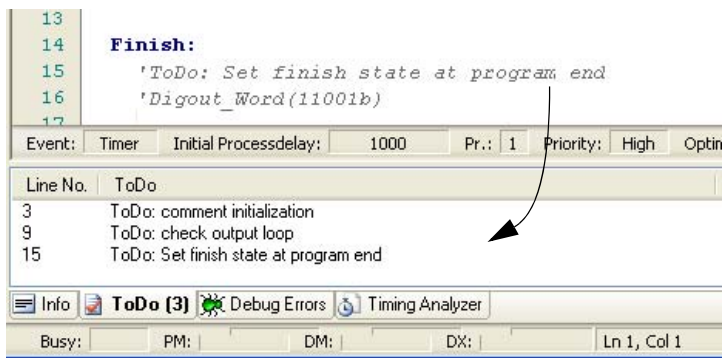 13
14 Finish:
15 'ToDo: Set finish state at program end
16 'Digout_Word(11001b)
17
Event: Timer Initial Processdelay: 1000 Pr.: 1 Priority: High
Line No. ToDo
3 ToDo: comment initialization
9 ToDo: check output loop
15 ToDo: Set finish state at program end
Info ToDo (3) Debug Errors Timing Analyzer
Busy: PM: DM: DX: Ln 1, Col 1